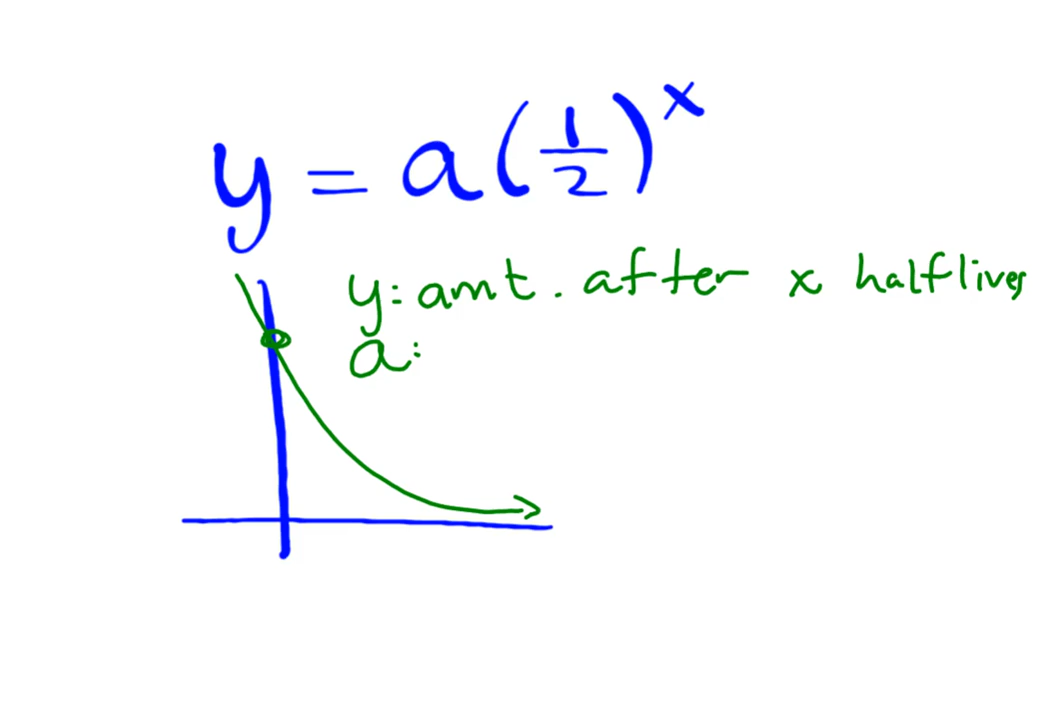 y = a(1/2)^x
y: amt. after x halflives
a: